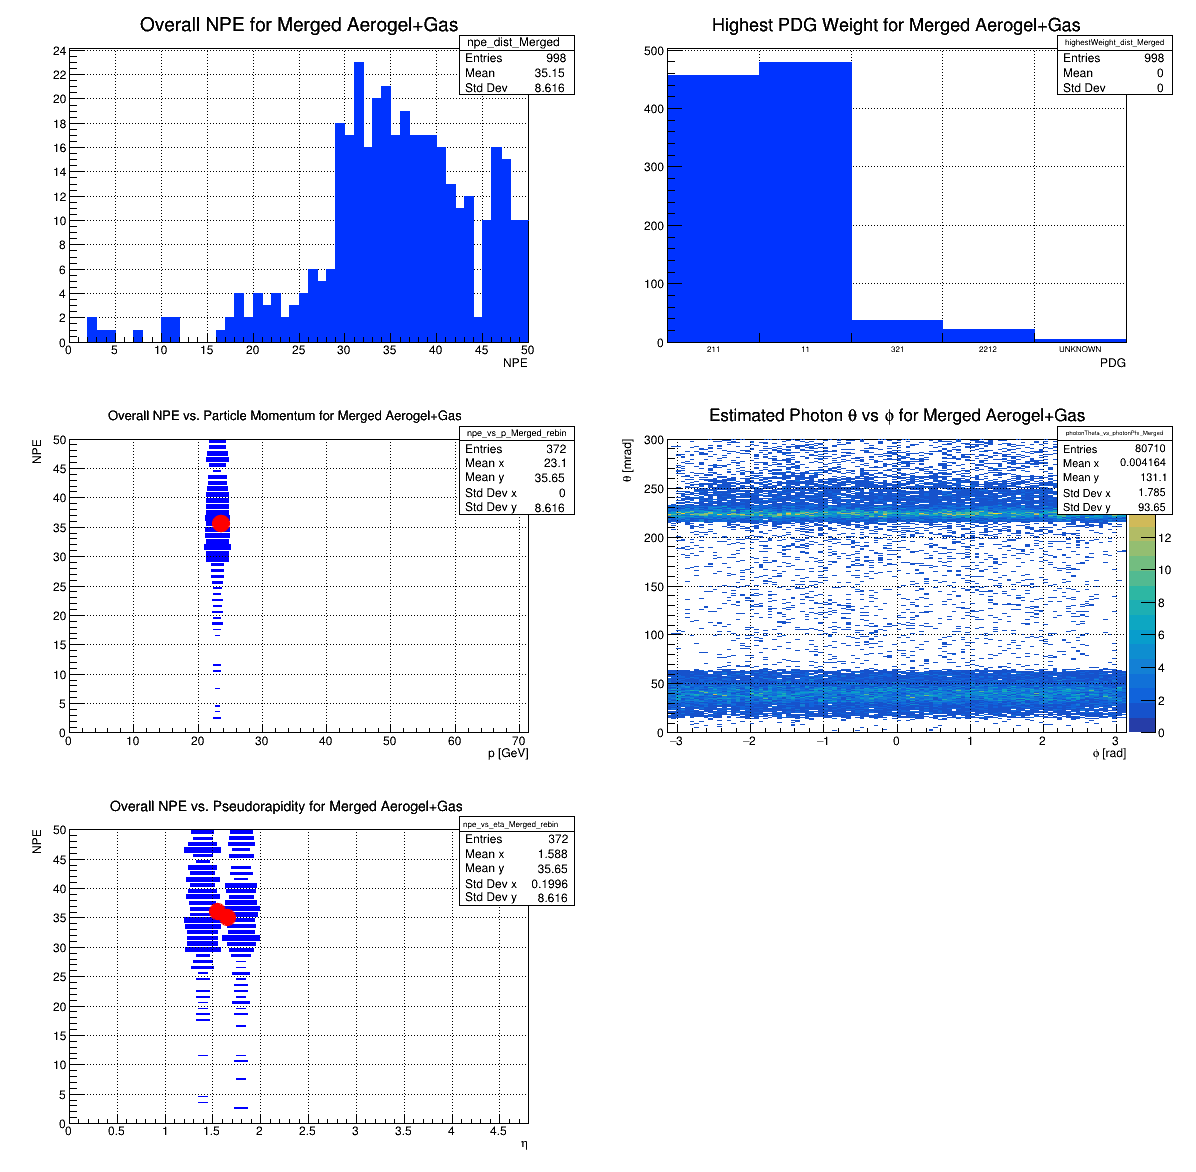 Overall NPE for Merged Aerogel+Gas
npe_dist_Merged
Entries 998
Mean 35.15
Std Dev 8.616
24
22
20
18
16
14
12
10
8
6
4
2
0
0 5 10 15 20 25 30 35 40 45 50
NPE
Highest PDG Weight for Merged Aerogel+Gas
highestWeight_dist_Merged
Entries 998
Mean 0
Std Dev 0
500
400
300
200
100
0
211 11 321 2212 UNKNOWN
PDG
Overall NPE vs. Particle Momentum for Merged Aerogel+Gas
npe_vs_p_Merged_rebin
Entries 372
Mean x 23.1
Mean y 35.65
Std Dev x 0
Std Dev y 8.616
NPE
50
45
40
35
30
25
20
15
10
5
0
0 10 20 30 40 50 60 70
p [GeV]
Estimated Photon θ vs ϕ for Merged Aerogel+Gas
photonTheta_vs_photonPhi_Merged
Entries 80710
Mean x 0.004164
Mean y 131.1
Std Dev x 1.785
Std Dev y 93.65
θ [mrad]
300
250
200
150
100
50
0
−3 −2 −1 0 1 2 3
ϕ [rad]
12
10
8
6
4
2
0
Overall NPE vs. Pseudorapidity for Merged Aerogel+Gas
npe_vs_eta_Merged_rebin
Entries 372
Mean x 1.588
Mean y 35.65
Std Dev x 0.1996
Std Dev y 8.616
NPE
50
45
40
35
30
25
20
15
10
5
0
0 0.5 1 1.5 2 2.5 3 3.5 4 4.5
η